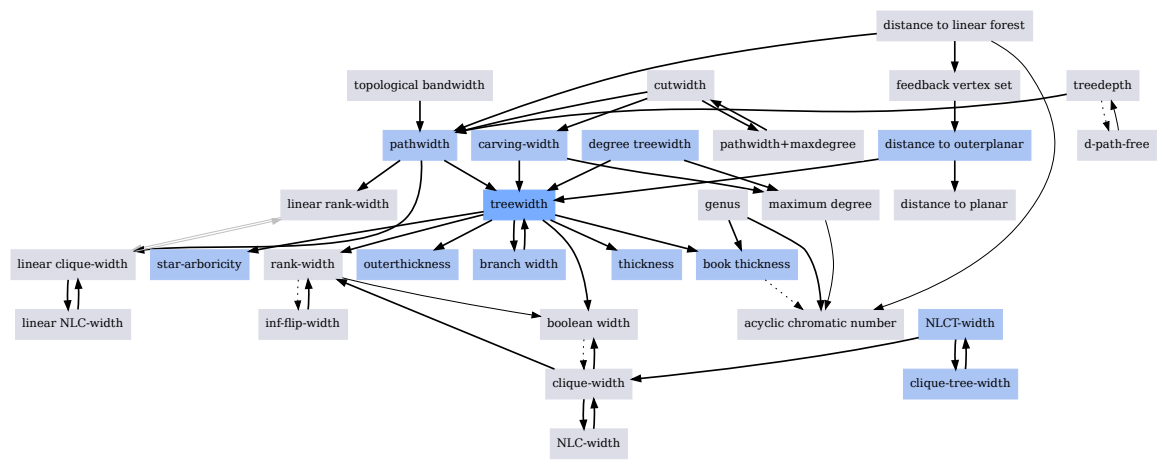 distance to linear forest
topological bandwidth
cutwidth
feedback vertex set
treedepth
pathwidth
carving-width
degree treewidth
pathwidth+maxdegree
distance to outerplanar
d-path-free
linear rank-width
treewidth
genus
maximum degree
distance to planar
linear clique-width
star-arboricity
rank-width
outerthickness
branch width
thickness
book thickness
linear NLC-width
inf-flip-width
boolean width
acyclic chromatic number
NLCT-width
clique-width
clique-tree-width
NLC-width